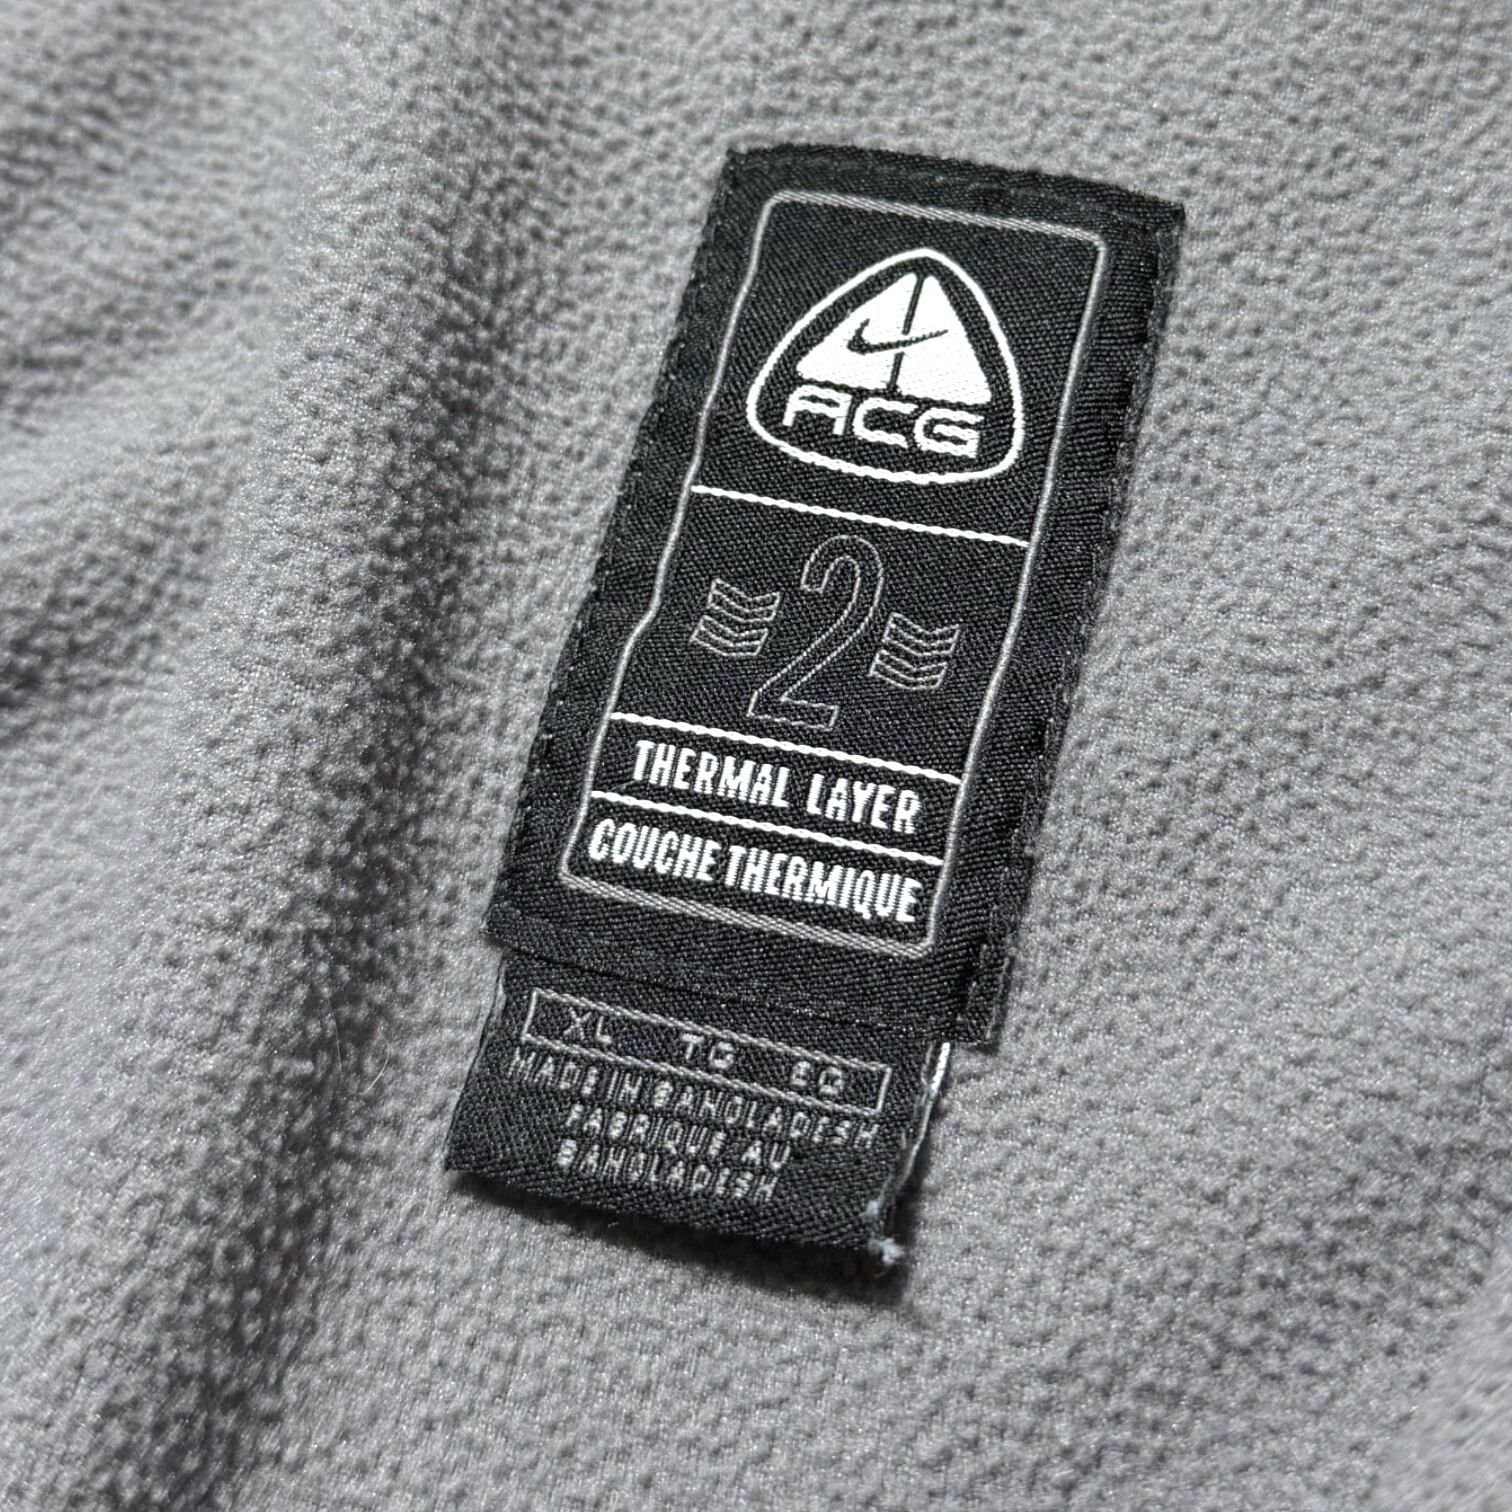 ACG
2
THERMAL LAYER
COUCHE THERMIQUE
XL TG EG
MADE IN BANGLADESH
FABRIQUE AU
BANGLADESH